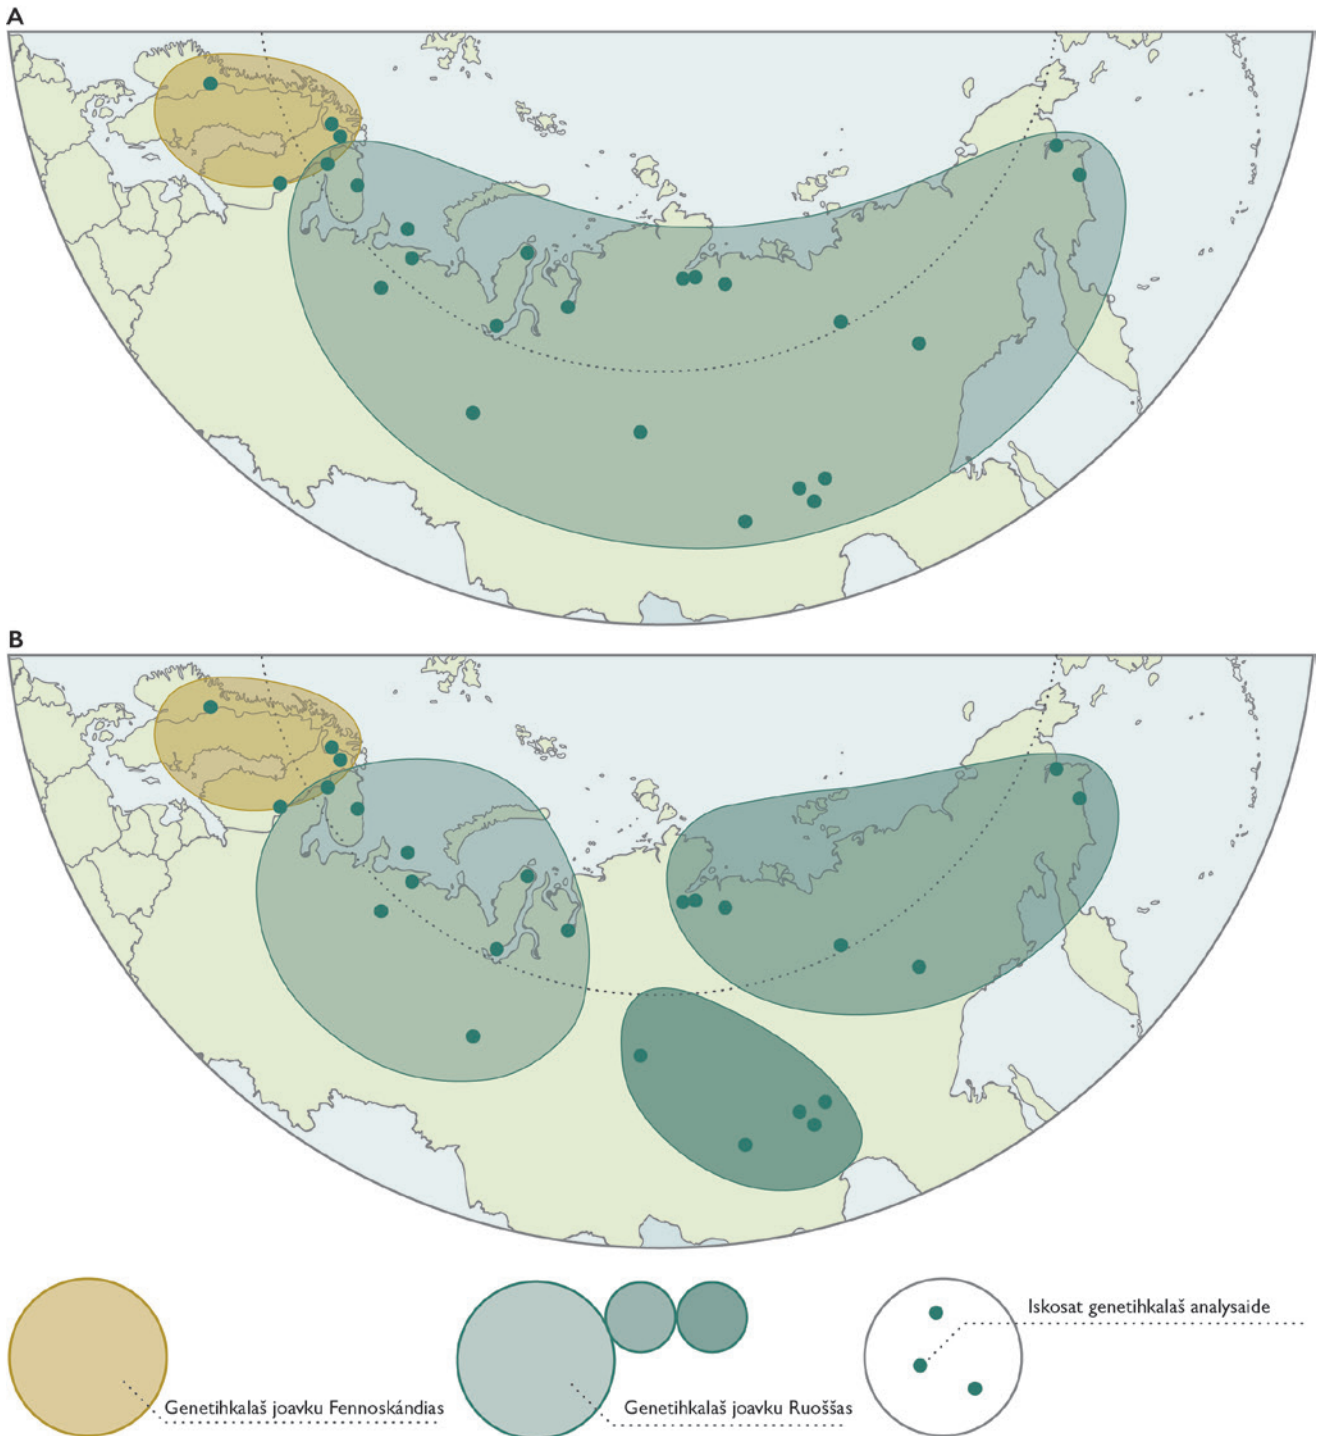 A
B
Iskosat genetihkalaš analysaide
Genetihkalaš joavku Fennoskándias
Genetihkalaš joavku Ruoššas